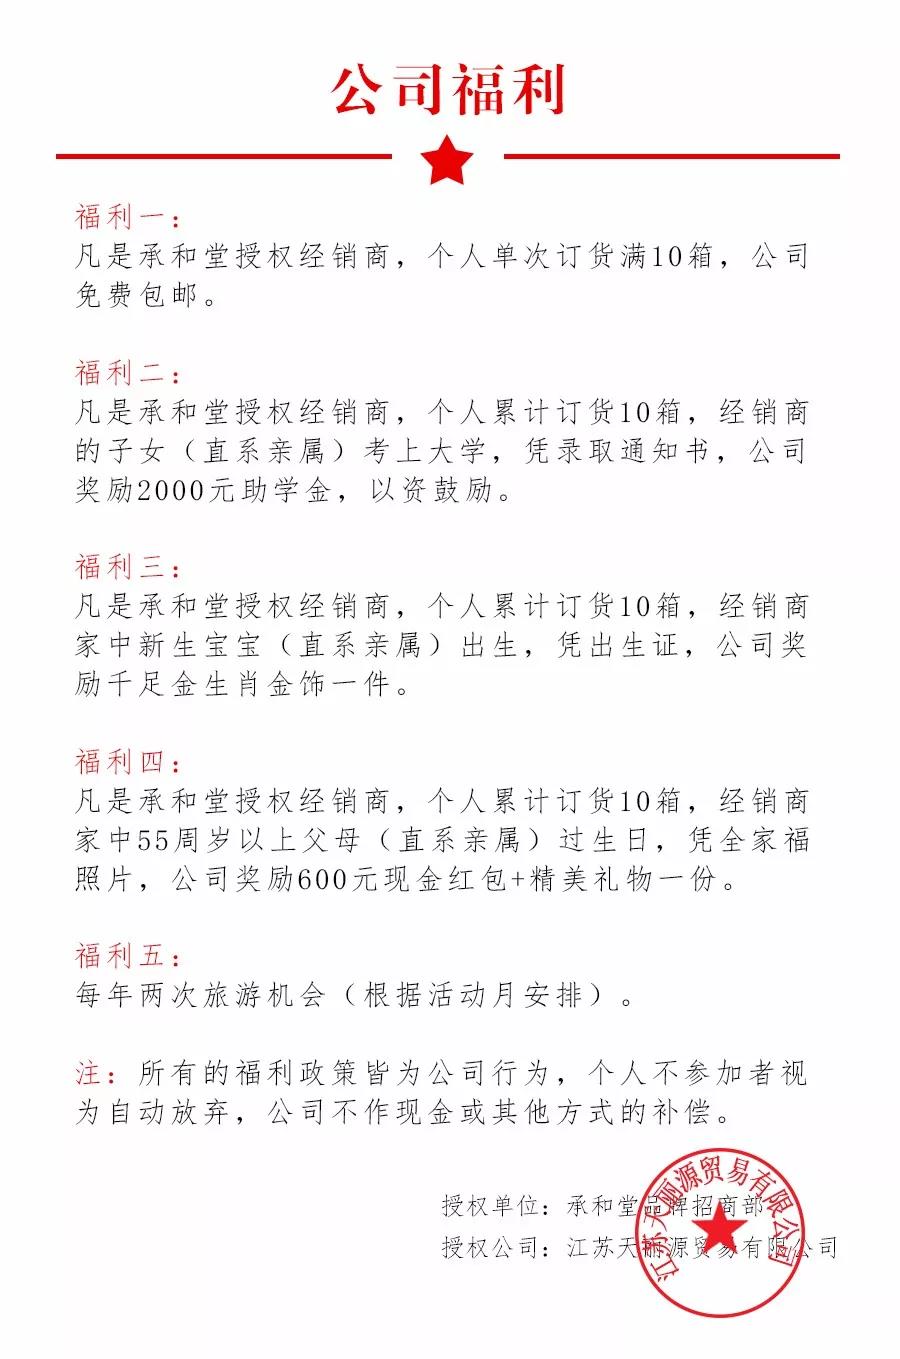 公司福利
福利一：
凡是承和堂授权经销商，个人单次订货满10箱，公司
免费包邮。
福利二：
凡是承和堂授权经销商，个人累计订货10箱，经销商
的子女（直系亲属）考上大学，凭录取通知书，公司
奖励2000元助学金，以资鼓励。
福利三：
凡是承和堂授权经销商，个人累计订货10箱，经销商
家中新生宝宝（直系亲属）出生，凭出生证，公司奖
励千足金生肖金饰一件。
福利四：
凡是承和堂授权经销商，个人累计订货10箱，经销商
家中55周岁以上父母（直系亲属）过生日，凭全家福
照片，公司奖励600元现金红包+精美礼物一份。
福利五：
每年两次旅游机会（根据活动月安排）。
注：所有的福利政策皆为公司行为，个人不参加者视
为自动放弃，公司不作现金或其他方式的补偿。
授权单位：承和堂品牌招商部
授权公司：江苏天丽源贸易有限公司
江苏天丽源贸易有限公司